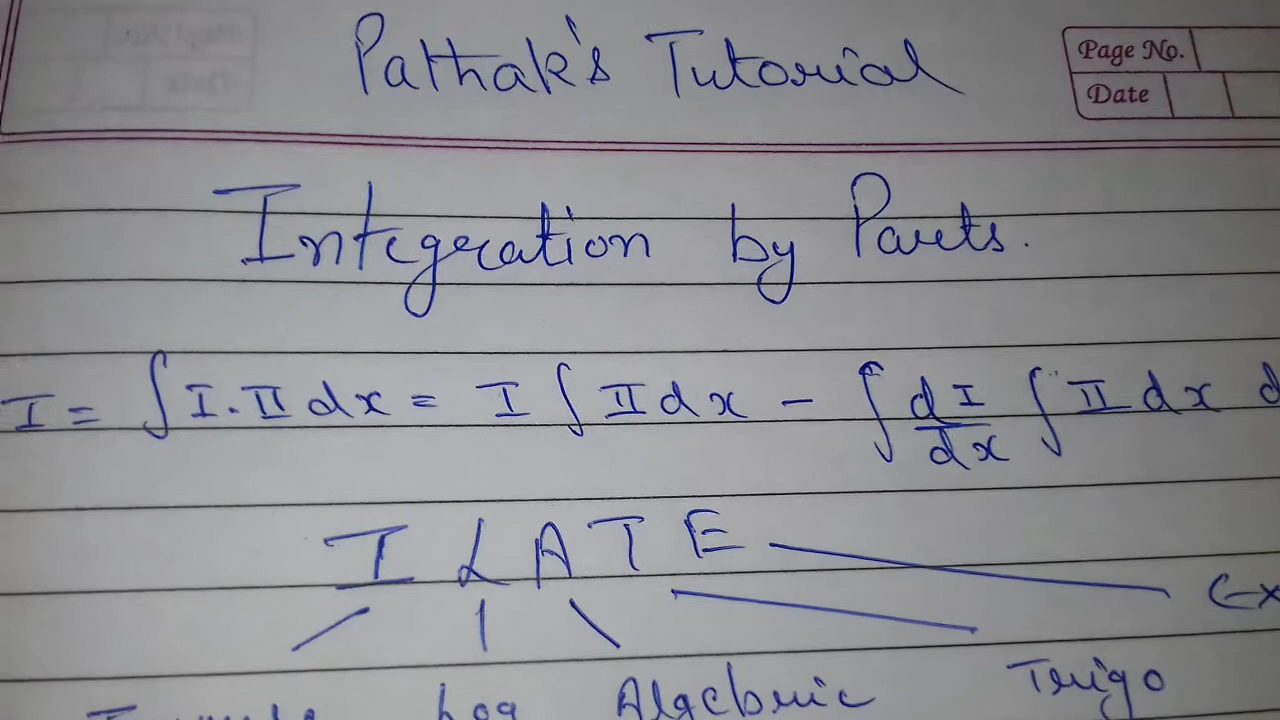 Pathak's Tutorial
Page No.
Date
Integration by Parts.
I = ∫ I . II dx = I ∫ II dx - ∫ dI/dx ∫ II dx d
I L A T E
Log Algebric Trigo